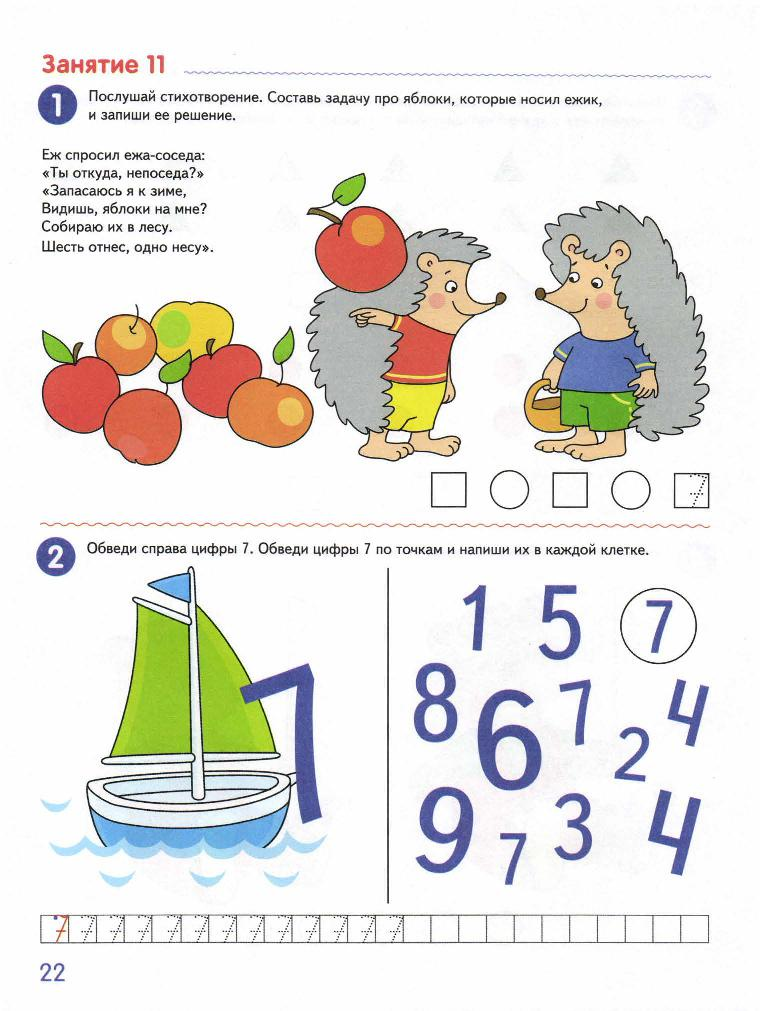 Занятие 11
1 Послушай стихотворение. Составь задачу про яблоки, которые носил ежик,
и запиши ее решение.
Еж спросил ежа-соседа:
«Ты откуда, непоседа?»
«Запасаюсь я к зиме,
Видишь, яблоки на мне?
Собираю их в лесу.
Шесть отнес, одно несу».
7
2 Обведи справа цифры 7. Обведи цифры 7 по точкам и напиши их в каждой клетке.
7
1 5 7
8 6 7 4
2
9 7 3 4
7 7 7 7 7 7 7 7 7 7 7 7 7
22